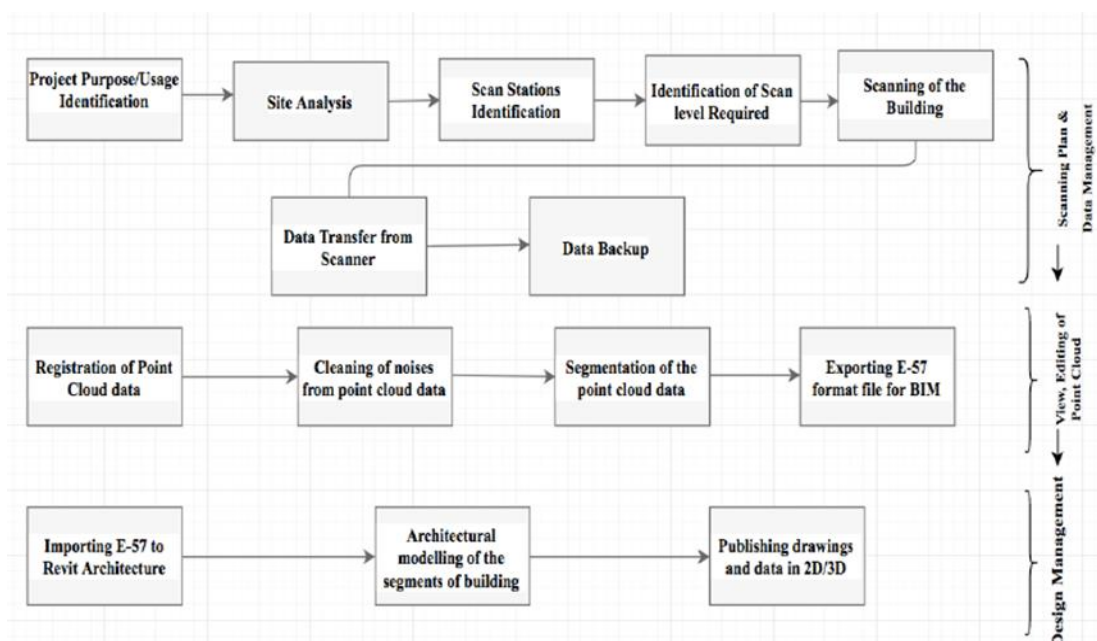 Project Purpose/Usage
Identification
Site Analysis
Scan Stations
Identification
Identification of Scan
level Required
Scanning of the
Building
Scanning Plan &
Data Management
Data Transfer from
Scanner
Data Backup
Registration of Point
Cloud data
Cleaning of noises
from point cloud data
Segmentation of the
point cloud data
Exporting E-57
format file for BIM
View, Editing of
Point Cloud
Importing E-57 to
Revit Architecture
Architectural
modelling of the
segments of building
Publishing drawings
and data in 2D/3D
Design Management